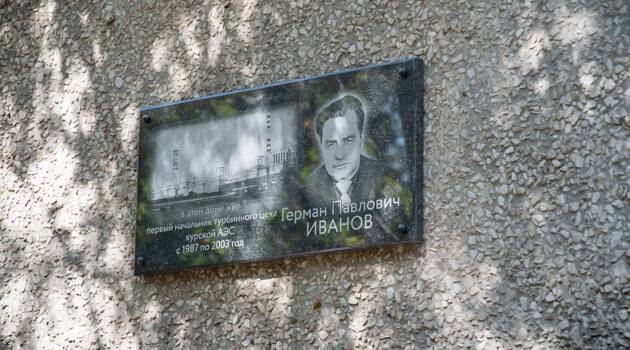 в этом доме жил
первый начальник турбинного цеха
курской АЭС
с 1987 по 2003 год
Герман Павлович
ИВАНОВ